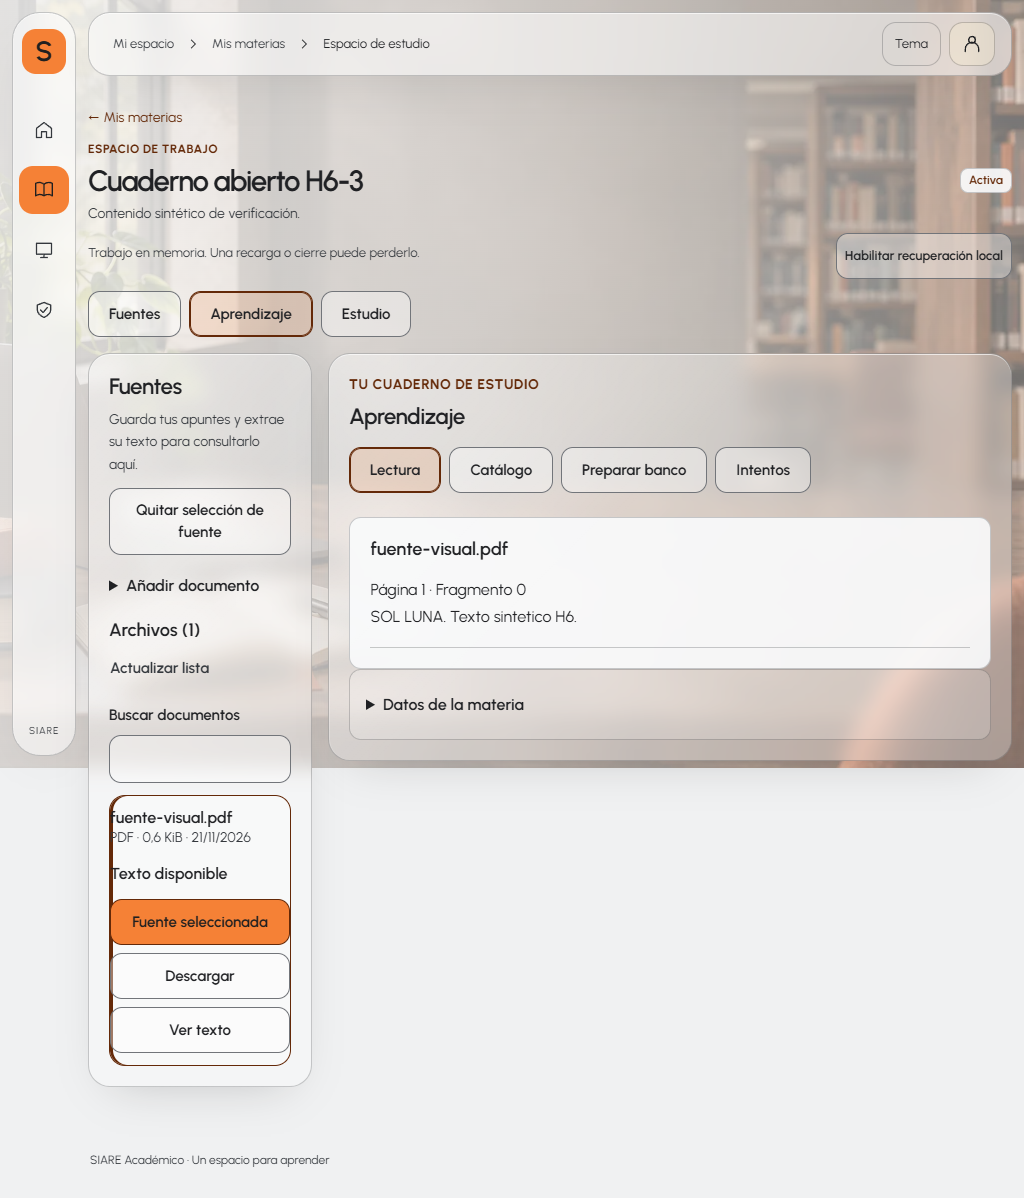 S
Mi espacio > Mis materias > Espacio de estudio
Tema
← Mis materias
ESPACIO DE TRABAJO
Cuaderno abierto H6-3
Activa
Contenido sintético de verificación.
Trabajo en memoria. Una recarga o cierre puede perderlo.
Habilitar recuperación local
Fuentes
Aprendizaje
Estudio
Fuentes
Guarda tus apuntes y extrae
su texto para consultarlo
aquí.
Quitar selección de
fuente
Añadir documento
Archivos (1)
Actualizar lista
Buscar documentos
fuente-visual.pdf
PDF · 0,6 KiB · 21/11/2026
Texto disponible
Fuente seleccionada
Descargar
Ver texto
TU CUADERNO DE ESTUDIO
Aprendizaje
Lectura
Catálogo
Preparar banco
Intentos
fuente-visual.pdf
Página 1 · Fragmento 0
SOL LUNA. Texto sintetico H6.
Datos de la materia
SIARE
SIARE Académico · Un espacio para aprender